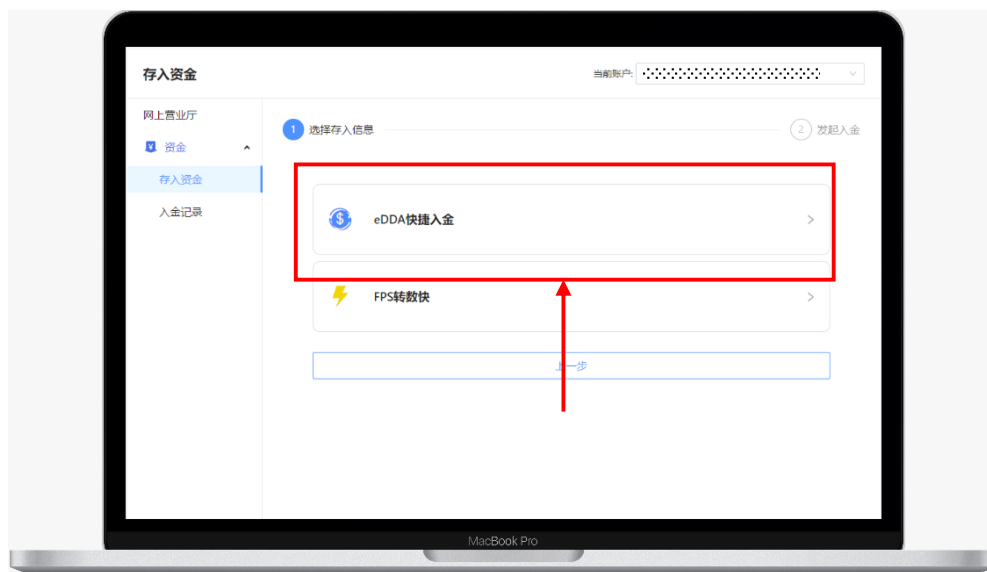 存入资金
当前账户:
网上营业厅
1 选择存入信息
2 发起入金
资金
存入资金
入金记录
eDDA快捷入金
FPS转数快
上一步
MacBook Pro